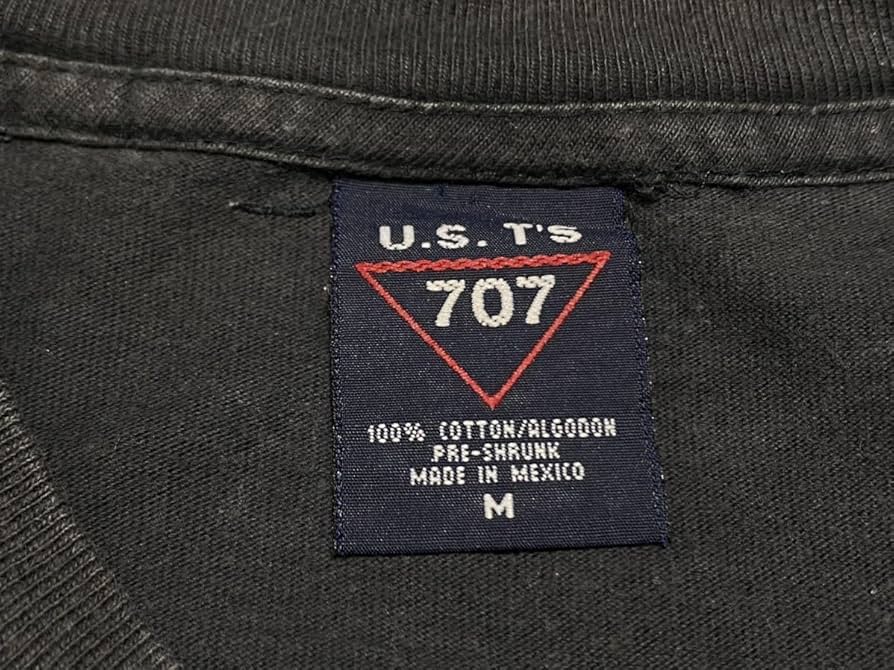 U.S. T'S
707
100% COTTON/ALGODON
PRE-SHRUNK
MADE IN MEXICO
M